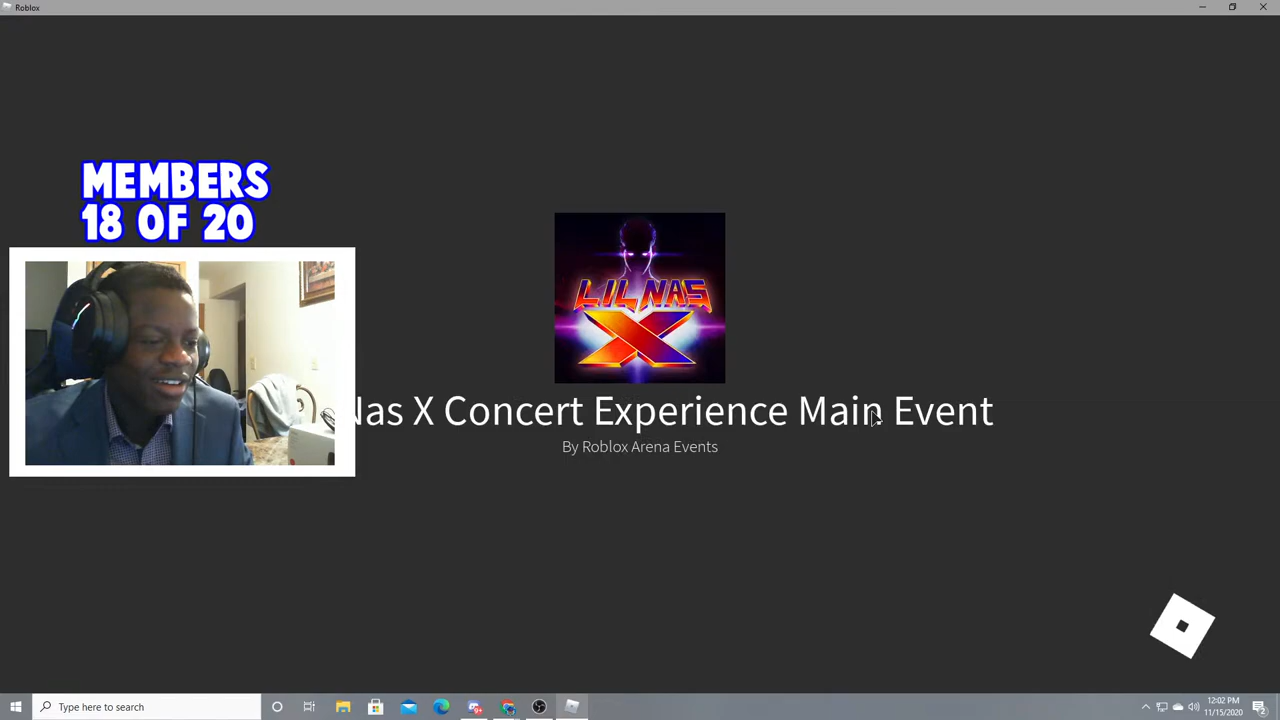 Roblox
MEMBERS
18 OF 20
LIL NAS
X
Nas X Concert Experience Main Event
By Roblox Arena Events
Type here to search
12:02 PM
11/15/2020
2